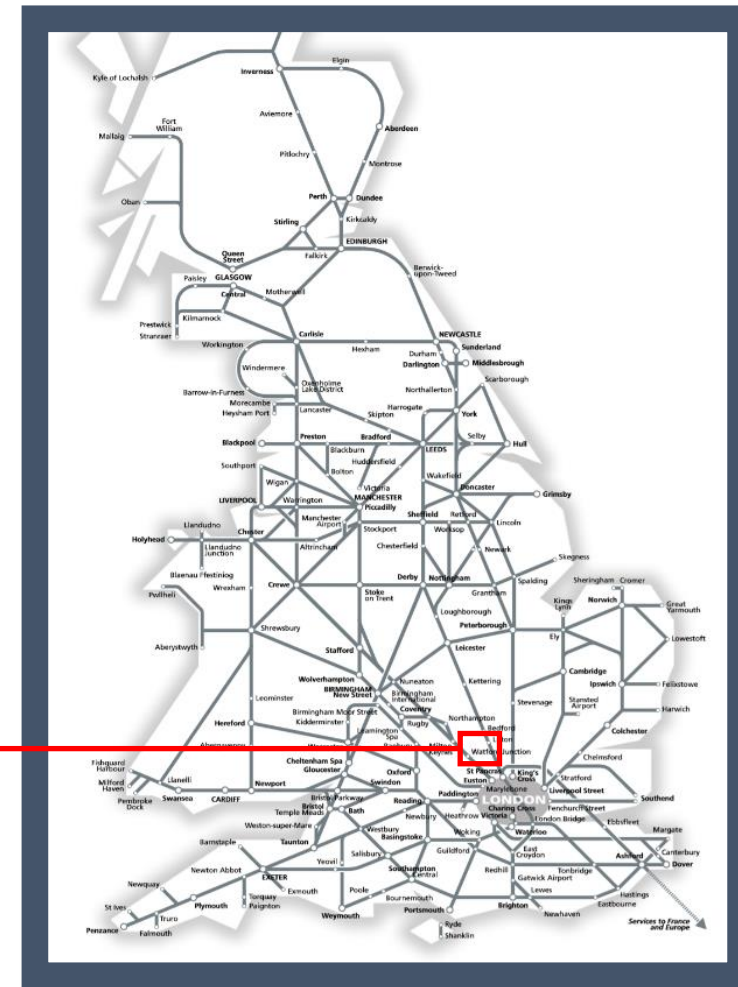 Elgin
Kyle of Lochalsh
Inverness
Aviemore
Fort
William
Mallaig
Aberdeen
Pitlochry
Montrose
Perth
Dundee
Oban
Stirling
Kirkcaldy
EDINBURGH
Falkirk
Queen
Street
GLASGOW
Central
Paisley
Motherwell
Berwick-
upon-Tweed
Prestwick
Kilmarnock
Stranraer
Carlisle
NEWCASTLE
Workington
Hexham
Durham
Sunderland
Darlington
Middlesbrough
Windermere
Oxenholme
Lake District
Northallerton
Scarborough
Barrow-in-Furness
Morecambe
Heysham Port
Lancaster
Harrogate
York
Skipton
Blackpool
Preston
Bradford
LEEDS
Selby
Hull
Blackburn
Huddersfield
Southport
Bolton
Wakefield
Wigan
Victoria
Doncaster
Grimsby
LIVERPOOL
Warrington
MANCHESTER
Piccadilly
Manchester
Airport
Sheffield
Retford
Lincoln
Llandudno
Stockport
Worksop
Holyhead
Chester
Llandudno
Junction
Altrincham
Chesterfield
Newark
Skegness
Blaenau Ffestiniog
Pwllheli
Wrexham
Crewe
Stoke
on Trent
Derby
Nottingham
Grantham
Spalding
Sheringham
Cromer
Kings
Lynn
Norwich
Great
Yarmouth
Loughborough
Peterborough
Ely
Lowestoft
Aberystwyth
Shrewsbury
Stafford
Leicester
Wolverhampton
BIRMINGHAM
New Street
Nuneaton
Birmingham
International
Kettering
Cambridge
Ipswich
Felixstowe
Leominster
Birmingham Moor Street
Coventry
Stevenage
Stansted
Airport
Harwich
Kidderminster
Rugby
Northampton
Hereford
Leamington
Spa
Bedford
Colchester
Watford Junction
Chelmsford
Fishguard
Harbour
Cheltenham Spa
Gloucester
Oxford
St Pancras
King's
Cross
Stratford
Milford
Haven
Llanelli
Swindon
Euston
Marylebone
Liverpool Street
Pembroke
Dock
Swansea
CARDIFF
Newport
Bristol Parkway
Reading
Paddington
LONDON
Fenchurch Street
Southend
Bristol
Temple Meads
Bath
Newbury
Heathrow
Victoria
Charing Cross
London Bridge
Ebbsfleet
Weston-super-Mare
Westbury
Basingstoke
Woking
Waterloo
Margate
Barnstaple
Taunton
Salisbury
Guildford
East
Croydon
Canterbury
Newton Abbot
Yeovil
Southampton
Central
Redhill
Gatwick Airport
Tonbridge
Ashford
Dover
EXETER
Newquay
Exmouth
Poole
Bournemouth
Lewes
Hastings
Eastbourne
St Ives
Plymouth
Torquay
Paignton
Weymouth
Portsmouth
Brighton
Newhaven
Truro
Penzance
Falmouth
Ryde
Shanklin
Services to France
and Europe